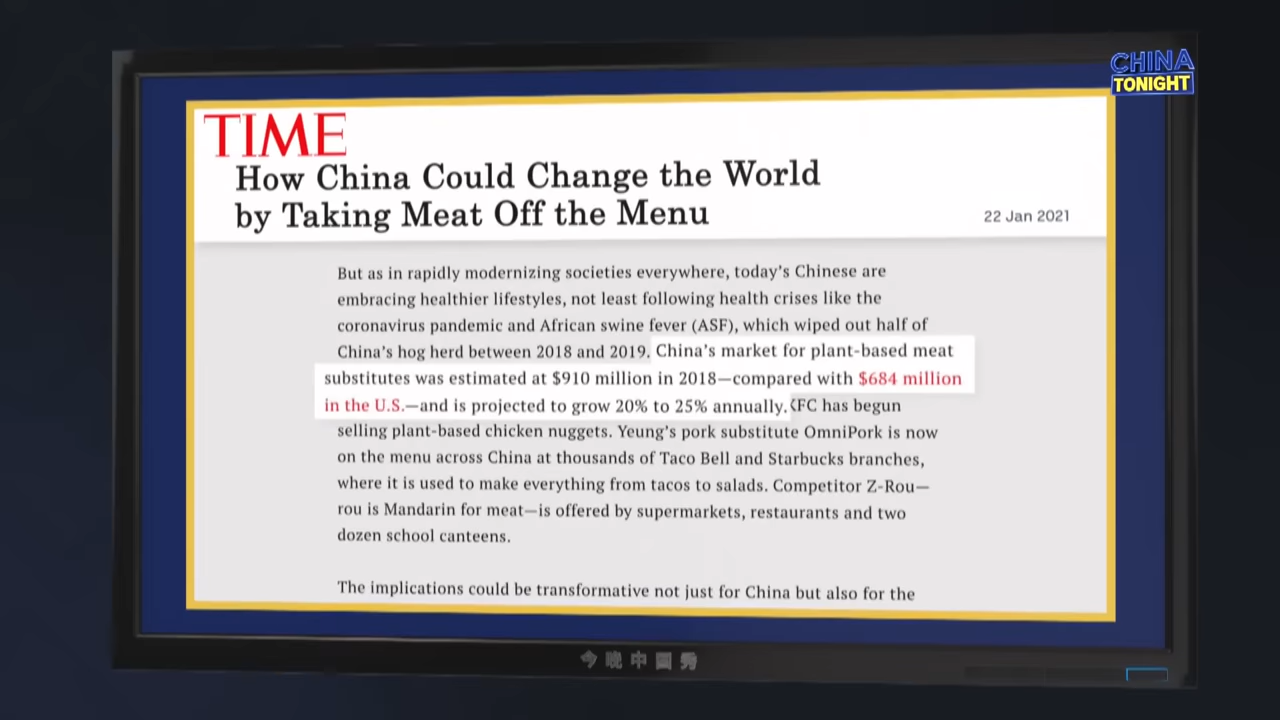 CHINA
TONIGHT
TIME
How China Could Change the World
by Taking Meat Off the Menu
22 Jan 2021
But as in rapidly modernizing societies everywhere, today's Chinese are
embracing healthier lifestyles, not least following health crises like the
coronavirus pandemic and African swine fever (ASF), which wiped out half of
China's hog herd between 2018 and 2019. China's market for plant-based meat
substitutes was estimated at $910 million in 2018—compared with $684 million
in the U.S.—and is projected to grow 20% to 25% annually. KFC has begun
selling plant-based chicken nuggets. Yeung's pork substitute OmniPork is now
on the menu across China at thousands of Taco Bell and Starbucks branches,
where it is used to make everything from tacos to salads. Competitor Z-Rou—
rou is Mandarin for meat—is offered by supermarkets, restaurants and two
dozen school canteens.
The implications could be transformative not just for China but also for the
今晚中国秀